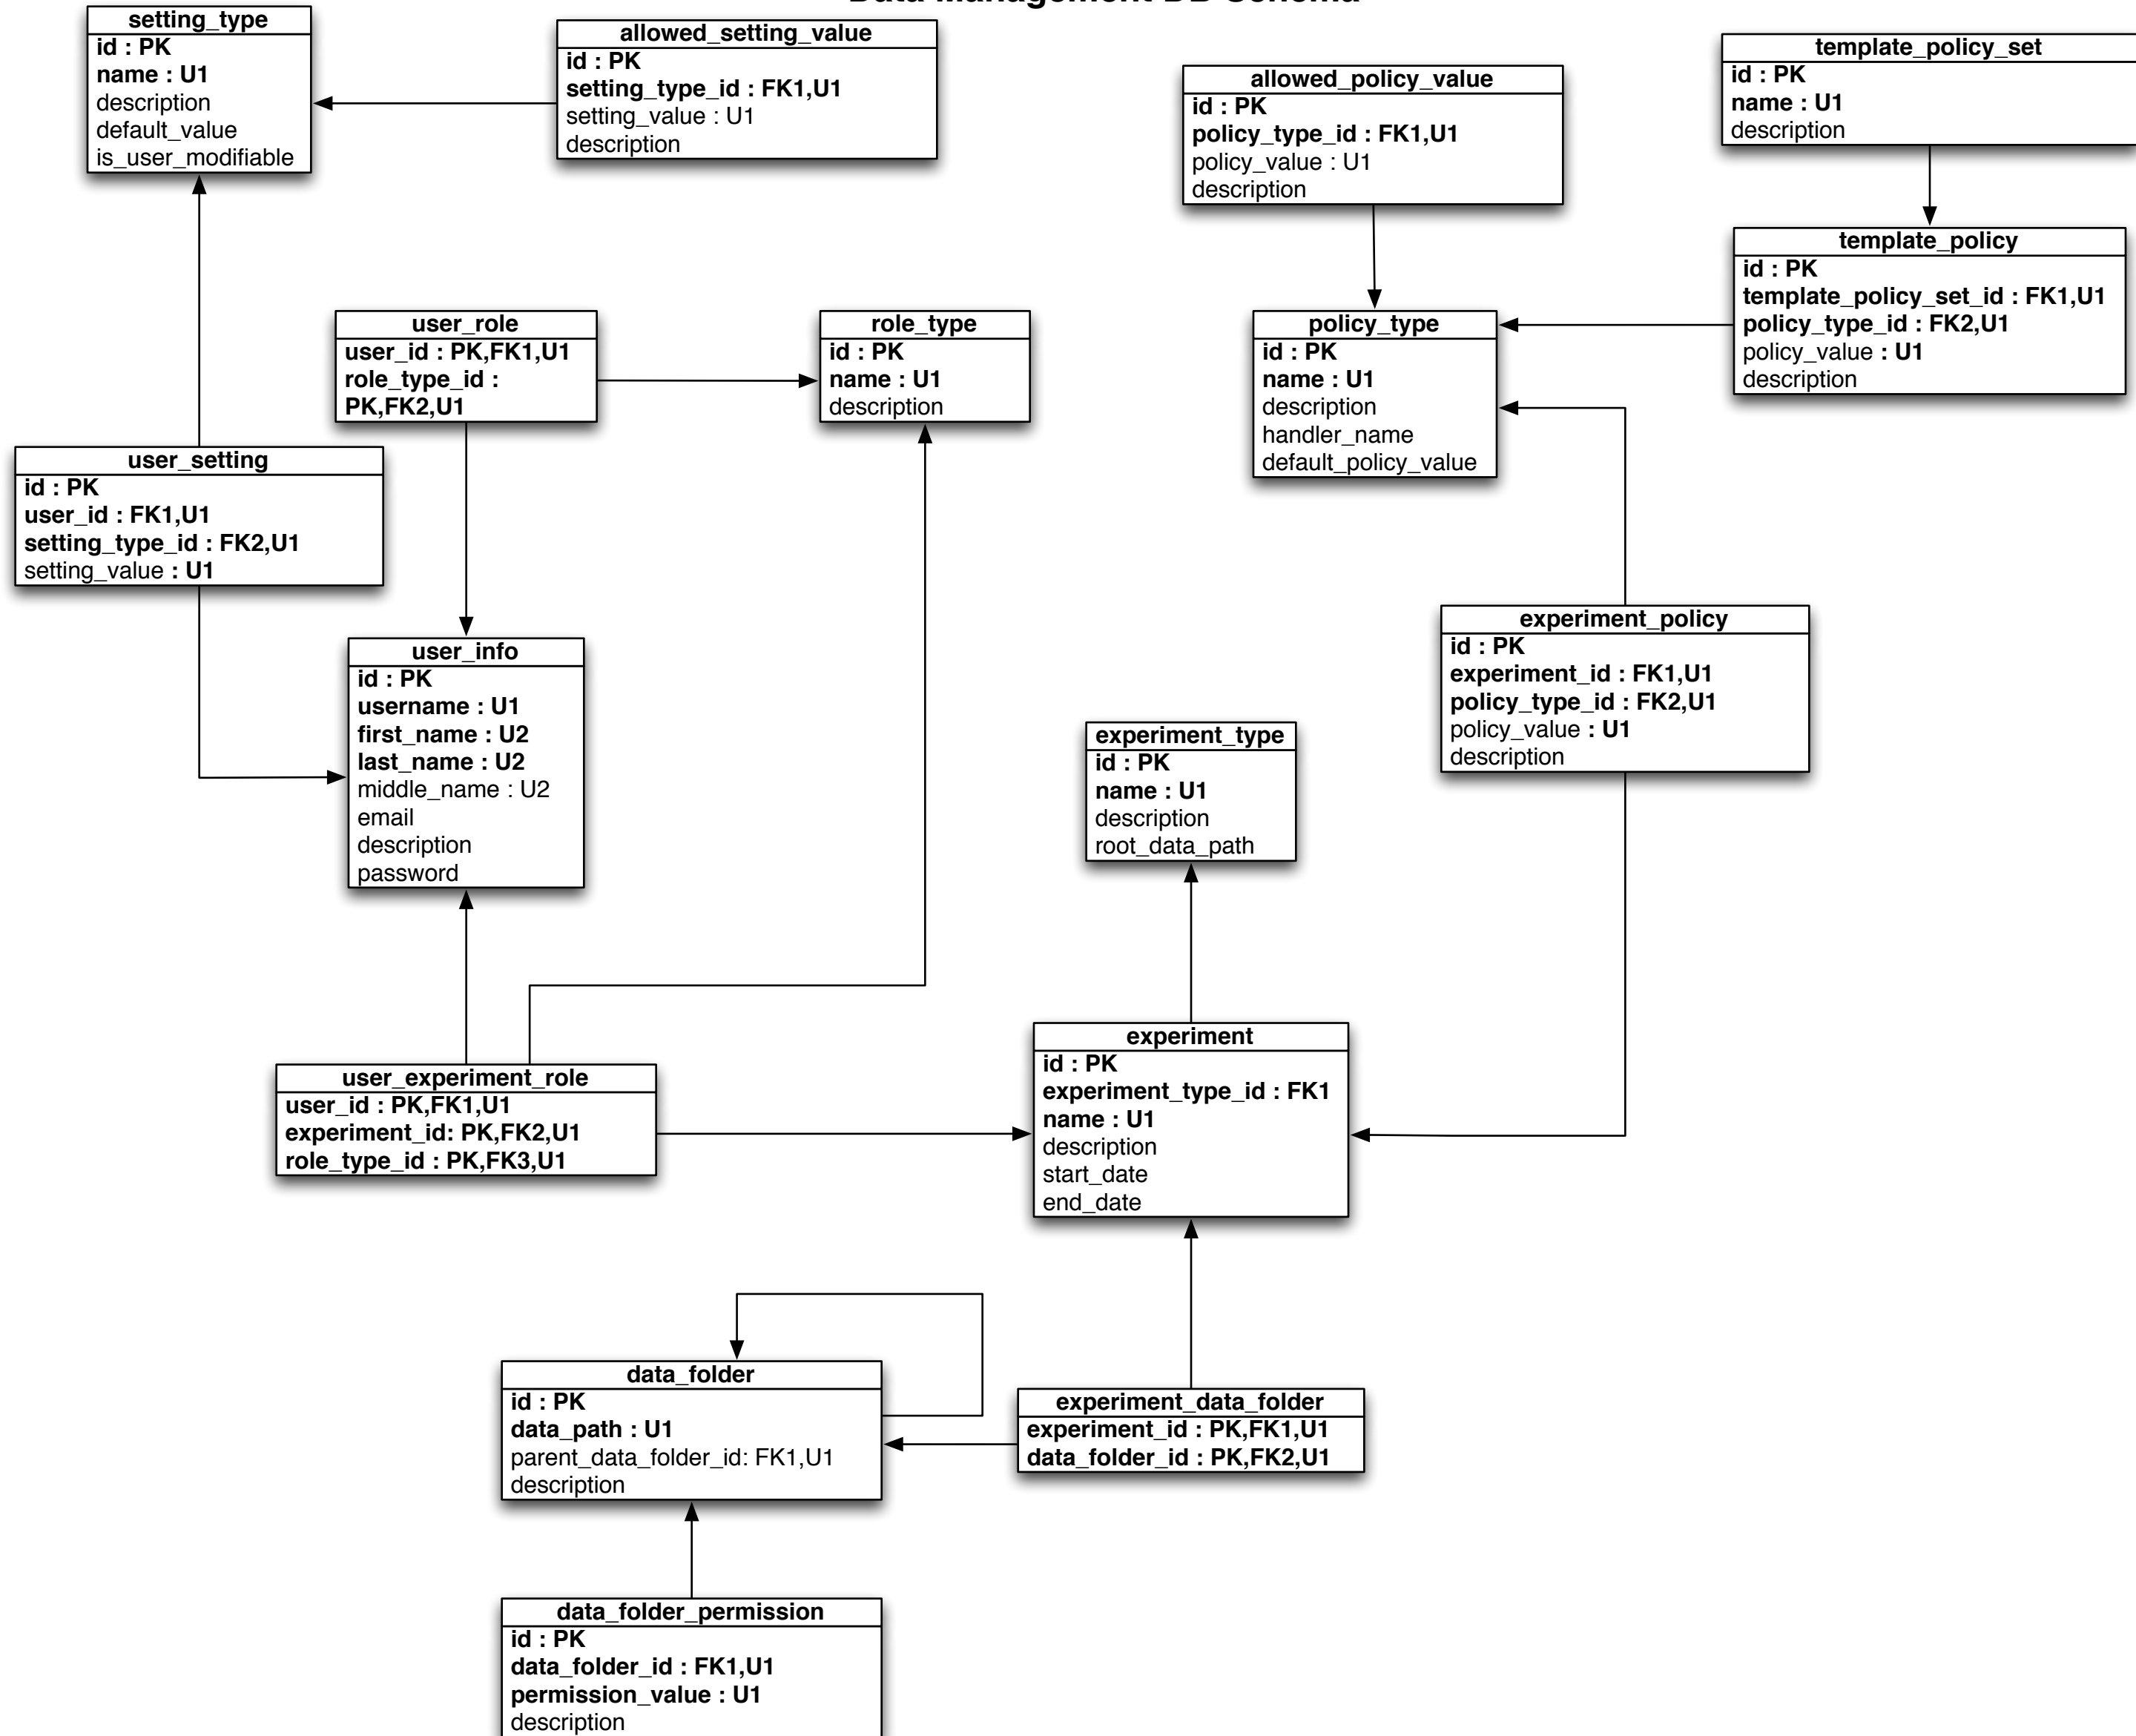 Data Management DB Schema
setting_type
id : PK
name : U1
description
default_value
is_user_modifiable
allowed_setting_value
id : PK
setting_type_id : FK1,U1
setting_value : U1
description
allowed_policy_value
id : PK
policy_type_id : FK1,U1
policy_value : U1
description
template_policy_set
id : PK
name : U1
description
template_policy
id : PK
template_policy_set_id : FK1,U1
policy_type_id : FK2,U1
policy_value : U1
description
user_role
user_id : PK,FK1,U1
role_type_id :
PK,FK2,U1
role_type
id : PK
name : U1
description
policy_type
id : PK
name : U1
description
handler_name
default_policy_value
user_setting
id : PK
user_id : FK1,U1
setting_type_id : FK2,U1
setting_value : U1
user_info
id : PK
username : U1
first_name : U2
last_name : U2
middle_name : U2
email
description
password
experiment_policy
id : PK
experiment_id : FK1,U1
policy_type_id : FK2,U1
policy_value : U1
description
experiment_type
id : PK
name : U1
description
root_data_path
user_experiment_role
user_id : PK,FK1,U1
experiment_id: PK,FK2,U1
role_type_id : PK,FK3,U1
experiment
id : PK
experiment_type_id : FK1
name : U1
description
start_date
end_date
data_folder
id : PK
data_path : U1
parent_data_folder_id: FK1,U1
description
experiment_data_folder
experiment_id : PK,FK1,U1
data_folder_id : PK,FK2,U1
data_folder_permission
id : PK
data_folder_id : FK1,U1
permission_value : U1
description